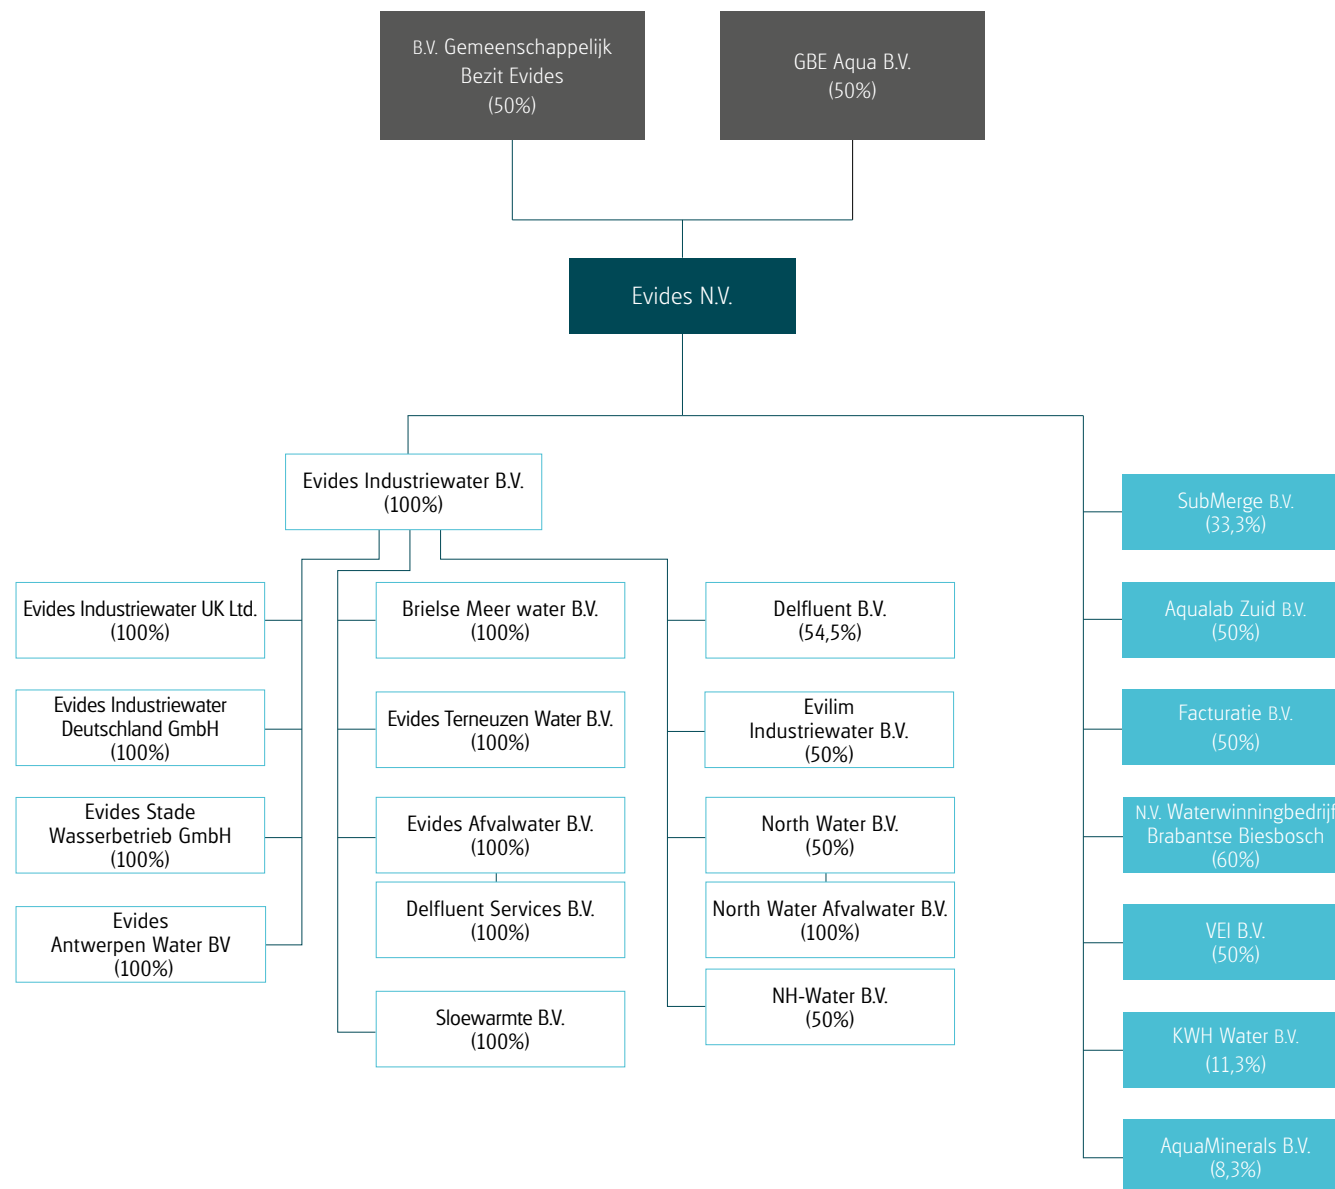 B.V. Gemeenschappelijk
Bezit Evides
(50%)
GBE Aqua B.V.
(50%)
Evides N.V.
Evides Industriewater B.V.
(100%)
Evides Industriewater UK Ltd.
(100%)
Evides Industriewater
Deutschland GmbH
(100%)
Evides Stade
Wasserbetrieb GmbH
(100%)
Evides
Antwerpen Water BV
(100%)
Brielse Meer water B.V.
(100%)
Evides Terneuzen Water B.V.
(100%)
Evides Afvalwater B.V.
(100%)
Delfluent Services B.V.
(100%)
Sloewarmte B.V.
(100%)
Delfluent B.V.
(54,5%)
Evilim
Industriewater B.V.
(50%)
North Water B.V.
(50%)
North Water Afvalwater B.V.
(100%)
NH-Water B.V.
(50%)
SubMerge B.V.
(33,3%)
Aqualab Zuid B.V.
(50%)
Facturatie B.V.
(50%)
N.V. Waterwinningbedrijf
Brabantse Biesbosch
(60%)
VEI B.V.
(50%)
KWH Water B.V.
(11,3%)
AquaMinerals B.V.
(8,3%)